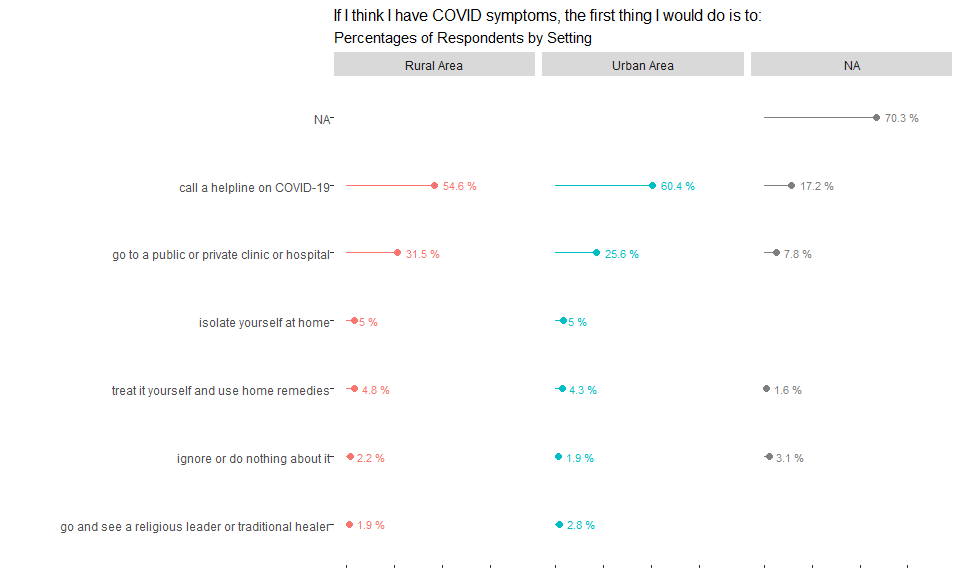 If I think I have COVID symptoms, the first thing I would do is to:
Percentages of Respondents by Setting
Rural Area Urban Area NA
NA 70.3 %
call a helpline on COVID-19 54.6 % 60.4 % 17.2 %
go to a public or private clinic or hospital 31.5 % 25.6 % 7.8 %
isolate yourself at home 5 % 5 %
treat it yourself and use home remedies 4.8 % 4.3 % 1.6 %
ignore or do nothing about it 2.2 % 1.9 % 3.1 %
go and see a religious leader or traditional healer 1.9 % 2.8 %